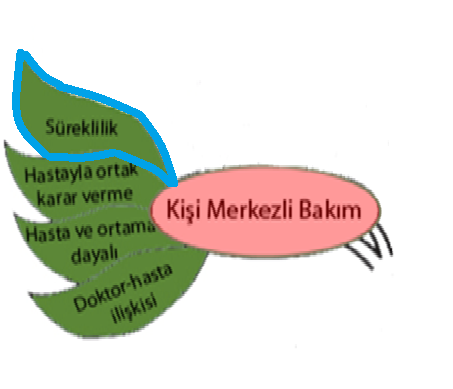 Süreklilik
Hastayla ortak
karar verme
Hasta ve ortama
dayalı
Doktor-hasta
ilişkisi
Kişi Merkezli Bakım